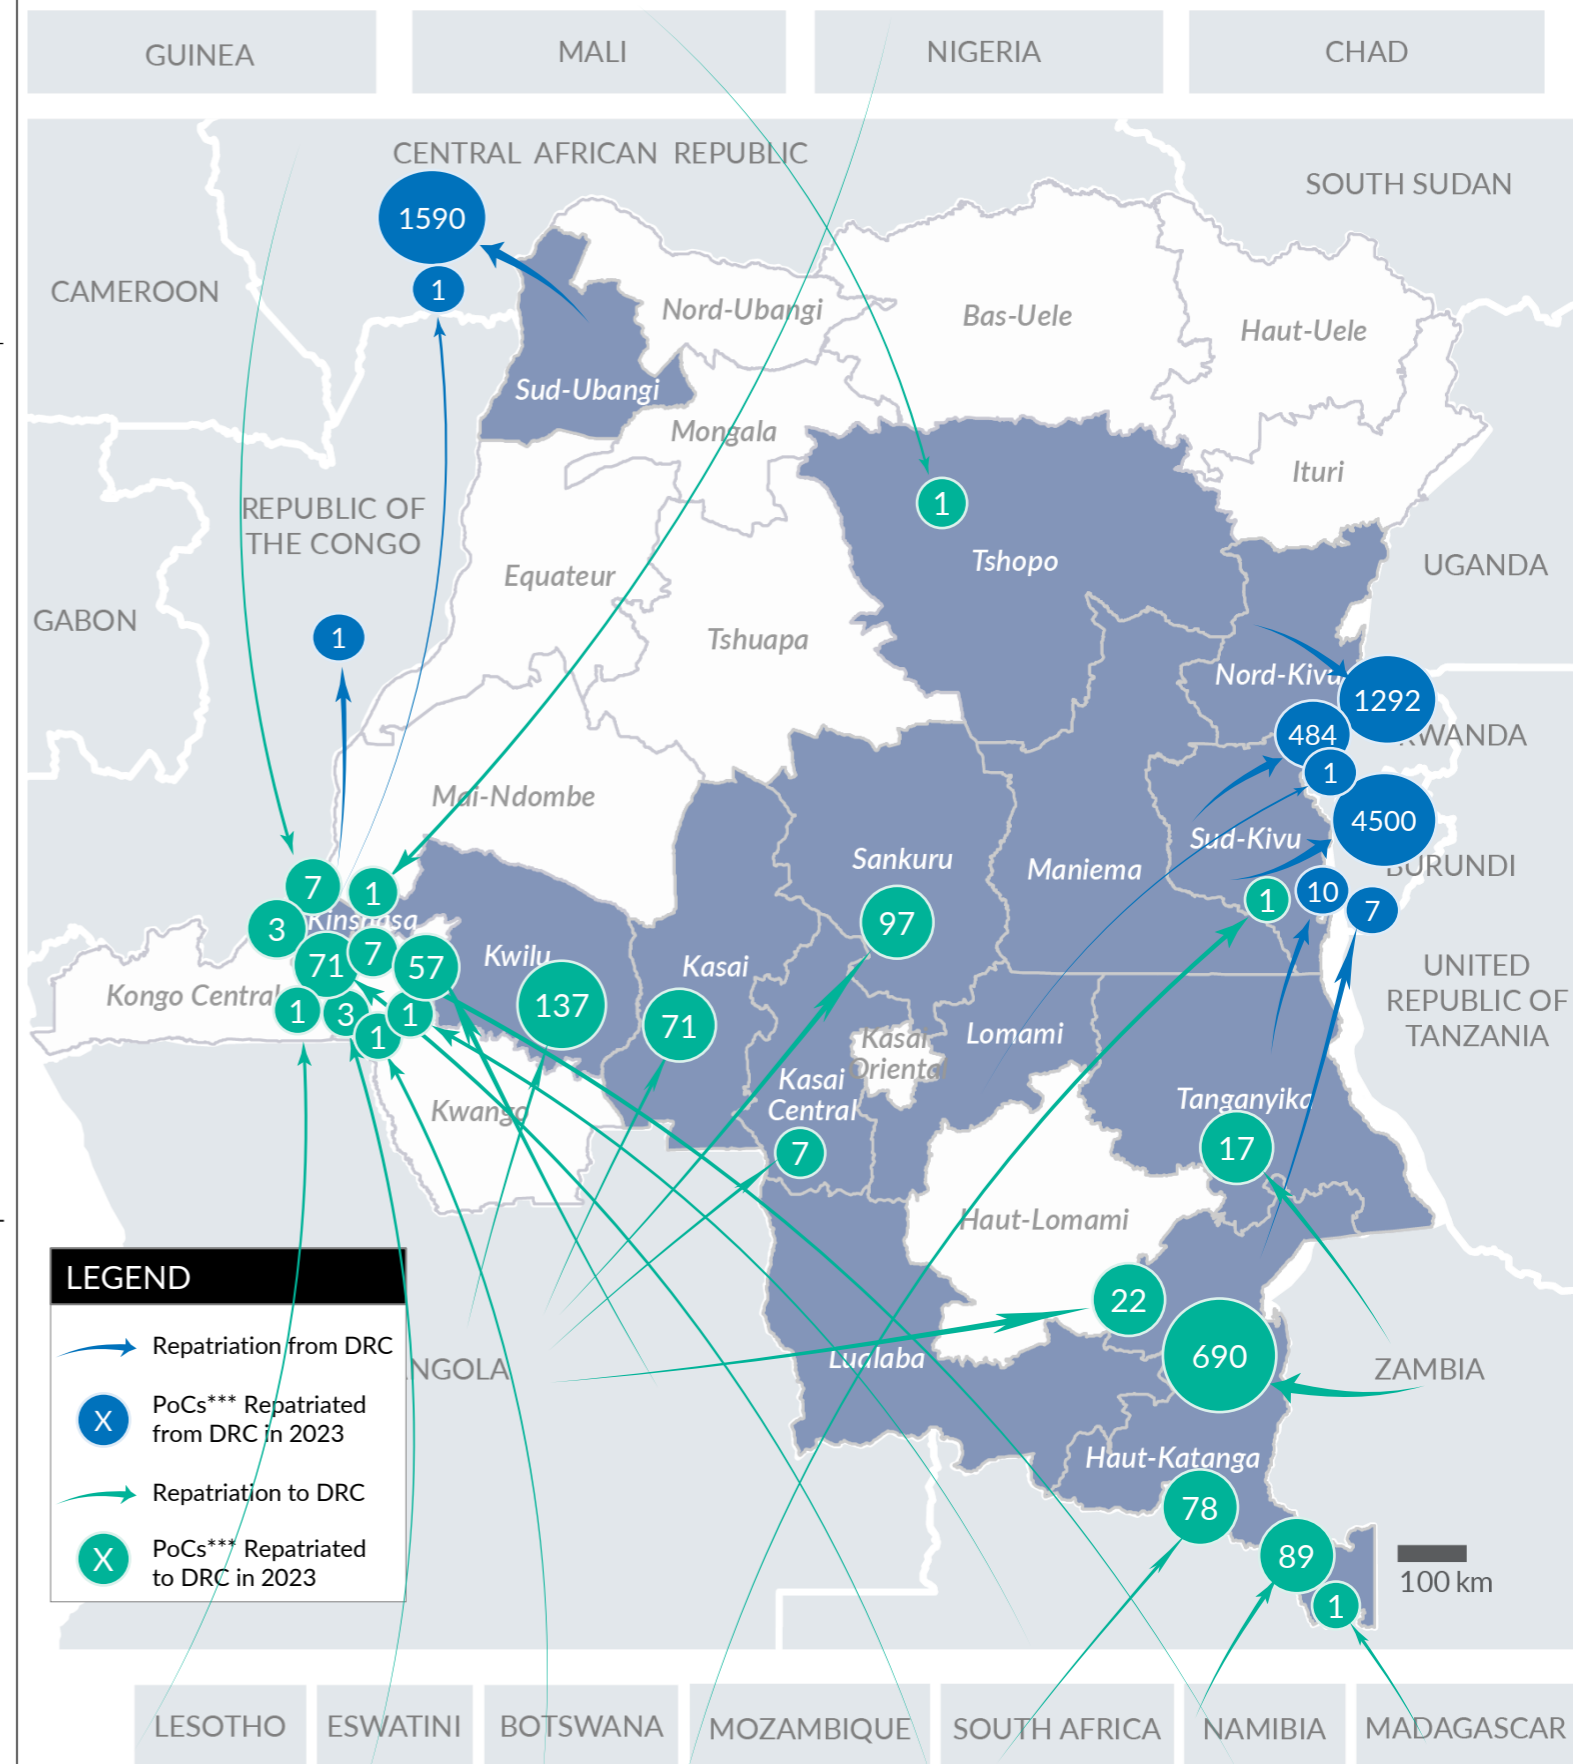 GUINEA
MALI
NIGERIA
CHAD
CENTRAL AFRICAN REPUBLIC
SOUTH SUDAN
1590
CAMEROON
1
Nord-Ubangi
Bas-Uele
Haut-Uele
Sud-Ubangi
Mongala
Ituri
REPUBLIC OF
THE CONGO
1
Tshopo
UGANDA
Equateur
GABON
1
Tshuapa
Nord-Kivu
1292
484
RWANDA
1
Mai-Ndombe
4500
Sud-Kivu
Sankuru
Maniema
BURUNDI
7
1
1
10
7
3
Kinshasa
97
71
7
57
Kwilu
Kasai
UNITED
REPUBLIC OF
TANZANIA
Kongo Central
1
3
1
1
137
71
Lomami
Kasai
Oriental
Kasai
Central
Kwango
Tanganyika
7
17
Haut-Lomami
LEGEND
22
690
Repatriation from DRC
NGOLA
Lualaba
ZAMBIA
X
PoCs*** Repatriated
from DRC in 2023
Haut-Katanga
Repatriation to DRC
78
X
PoCs*** Repatriated
to DRC in 2023
89
1
100 km
LESOTHO
ESWATINI
BOTSWANA
MOZAMBIQUE
SOUTH AFRICA
NAMIBIA
MADAGASCAR